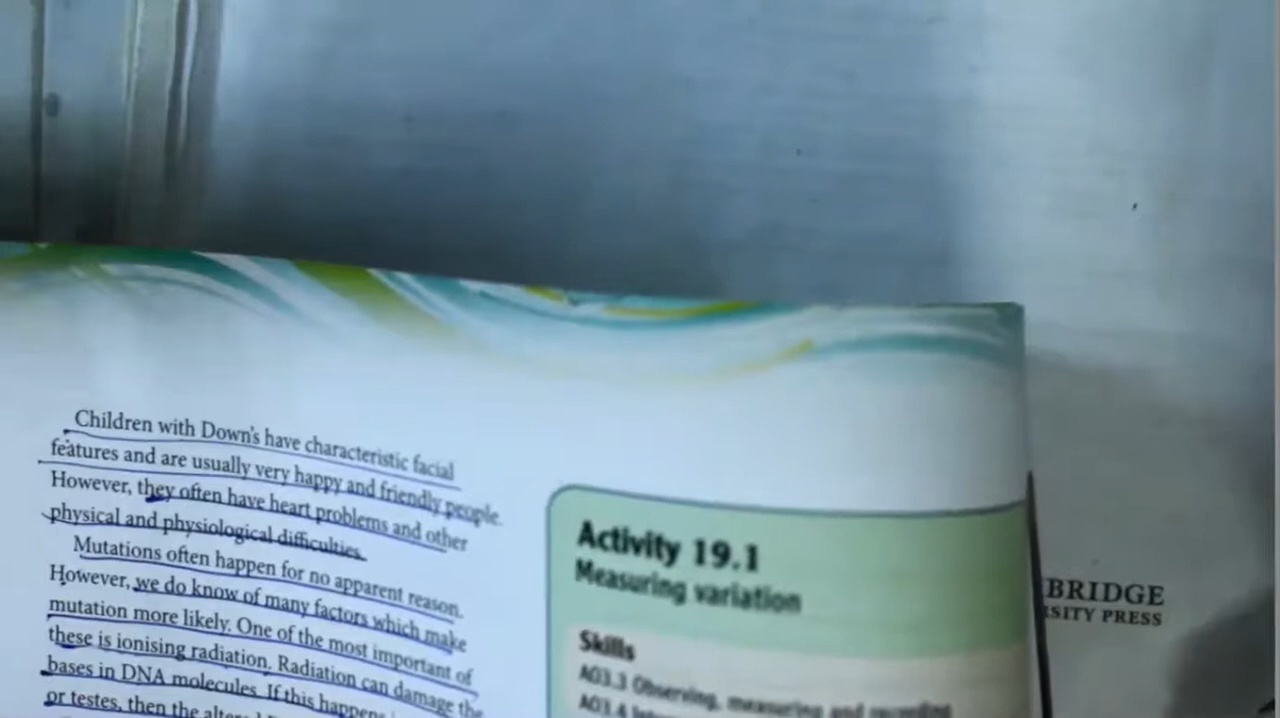 Children with Down's have characteristic facial
features and are usually very happy and friendly people.
However, they often have heart problems and other
physical and physiological difficulties.
Mutations often happen for no apparent reason.
However, we do know of many factors which make
mutation more likely. One of the most important of
these is ionising radiation. Radiation can damage the
bases in DNA molecules. If this happens
or testes, then the
Activity 19.1
Measuring variation
Skills
AO3.3 Observing, measuring and recording
AO3.4
BRIDGE
SITY PRESS